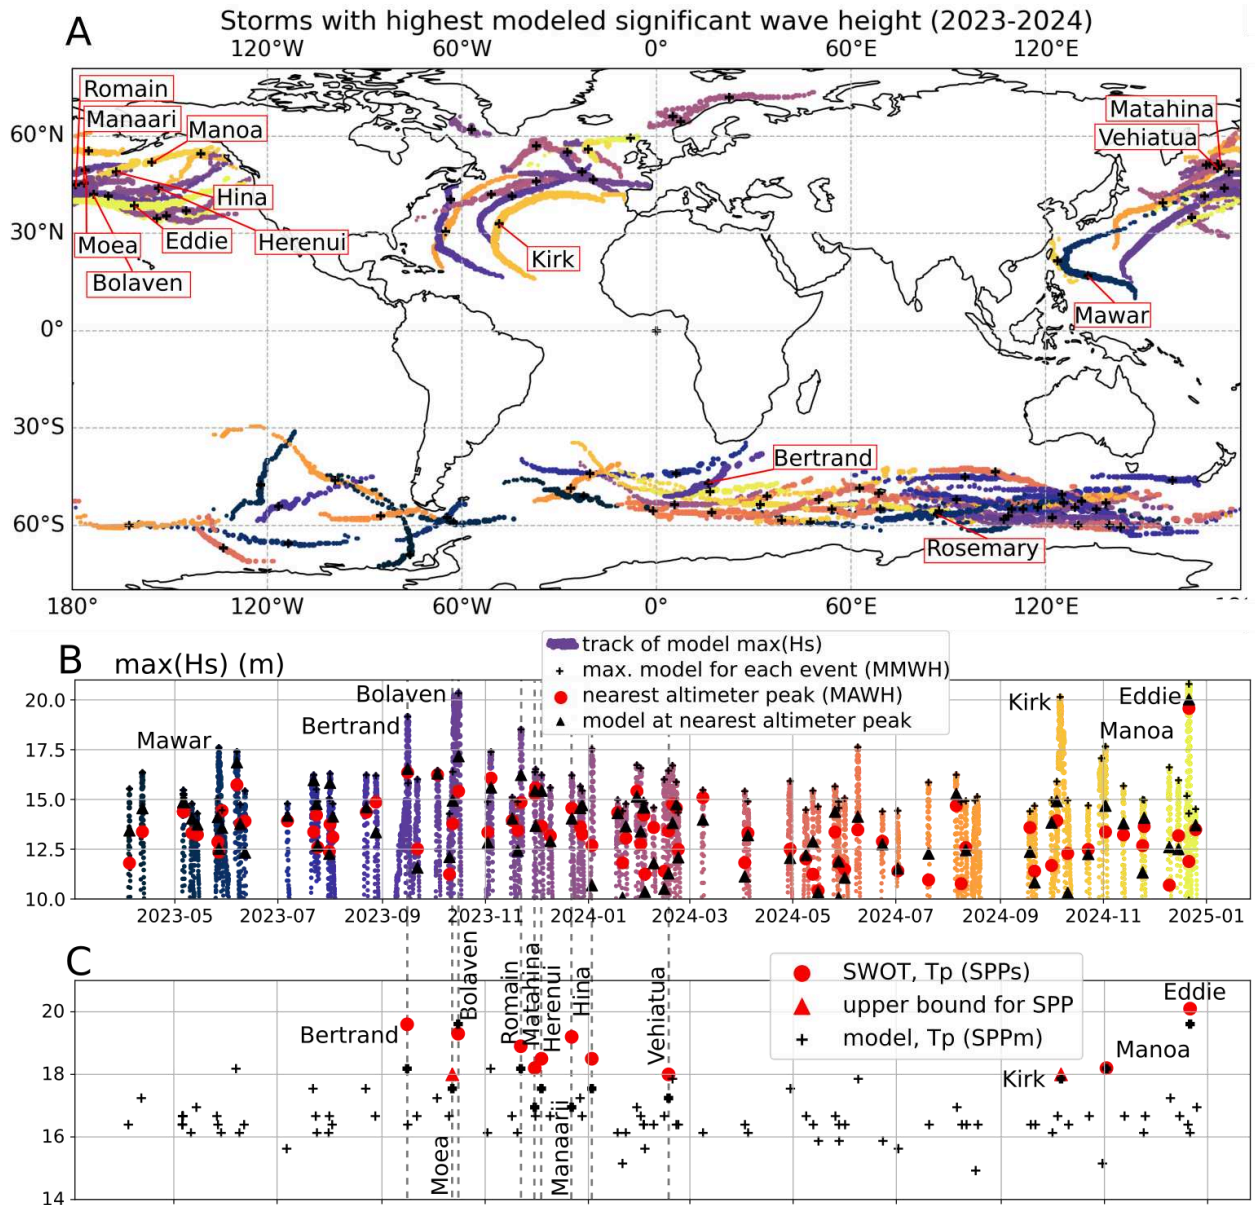 Storms with highest modeled significant wave height (2023-2024)
A
120°W 60°W 0° 60°E 120°E
Romain
Manaari
Manoa
Matahina
Vehiatua
60°N
Hina
Moea
Eddie
Herenui
Bolaven
Kirk
30°N
Mawar
0°
30°S
Bertrand
60°S
Rosemary
180° 120°W 60°W 0° 60°E 120°E
B
max(Hs) (m)
track of model max(Hs)
max. model for each event (MMWH)
nearest altimeter peak (MAWH)
model at nearest altimeter peak
Mawar
Bertrand
Bolaven
Kirk
Eddie
Manoa
20.0
17.5
15.0
12.5
10.0
2023-05 2023-07 2023-09 2023-11 2024-01 2024-03 2024-05 2024-07 2024-09 2024-11 2025-01
C
SWOT, Tp (SPPs)
upper bound for SPP
model, Tp (SPPm)
Bertrand
Moea
Bolaven
Romain
Matahina
Herenui
Manaarii
Hina
Vehiatua
Kirk
Manoa
Eddie
20
18
16
14